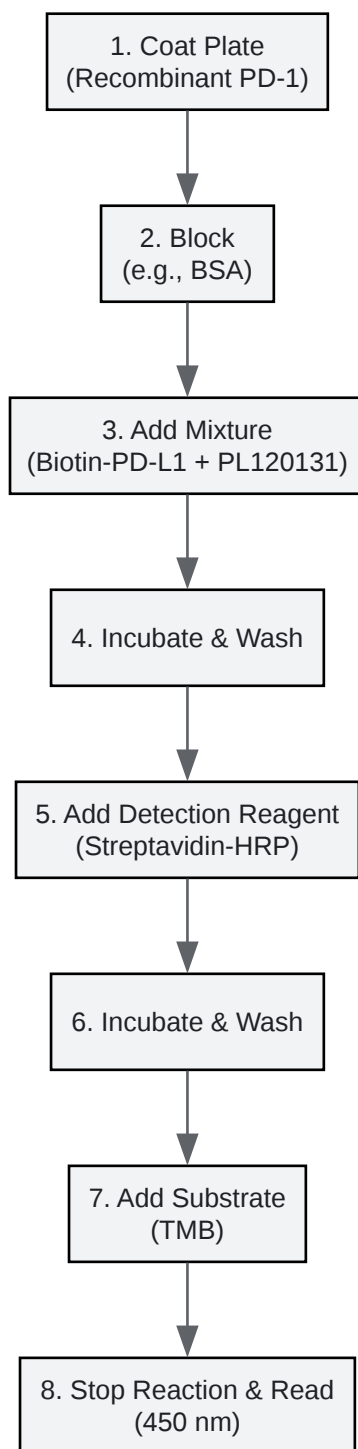 1. Coat Plate
(Recombinant PD-1)
2. Block
(e.g., BSA)
3. Add Mixture
(Biotin-PD-L1 + PL120131)
4. Incubate & Wash
5. Add Detection Reagent
(Streptavidin-HRP)
6. Incubate & Wash
7. Add Substrate
(TMB)
8. Stop Reaction & Read
(450 nm)